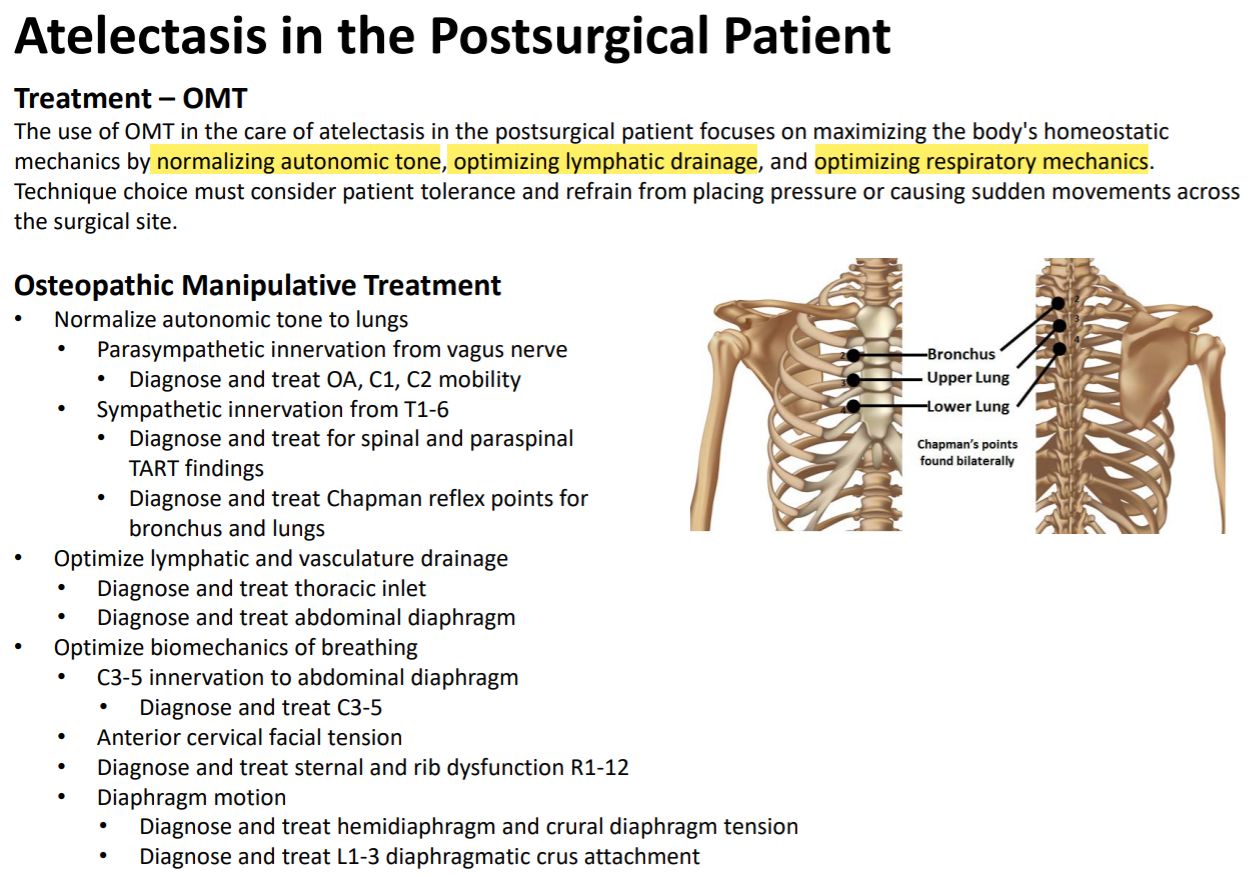 Atelectasis in the Postsurgical Patient
Treatment – OMT
The use of OMT in the care of atelectasis in the postsurgical patient focuses on maximizing the body's homeostatic
mechanics by normalizing autonomic tone, optimizing lymphatic drainage, and optimizing respiratory mechanics.
Technique choice must consider patient tolerance and refrain from placing pressure or causing sudden movements across
the surgical site.
Osteopathic Manipulative Treatment
• Normalize autonomic tone to lungs
• Parasympathetic innervation from vagus nerve
• Diagnose and treat OA, C1, C2 mobility
• Sympathetic innervation from T1-6
• Diagnose and treat for spinal and paraspinal
TART findings
• Diagnose and treat Chapman reflex points for
bronchus and lungs
• Optimize lymphatic and vasculature drainage
• Diagnose and treat thoracic inlet
• Diagnose and treat abdominal diaphragm
• Optimize biomechanics of breathing
• C3-5 innervation to abdominal diaphragm
• Diagnose and treat C3-5
• Anterior cervical facial tension
• Diagnose and treat sternal and rib dysfunction R1-12
• Diaphragm motion
• Diagnose and treat hemidiaphragm and crural diaphragm tension
• Diagnose and treat L1-3 diaphragmatic crus attachment
2
3
4
Bronchus
Upper Lung
Lower Lung
Chapman's points
found bilaterally
2
3
4